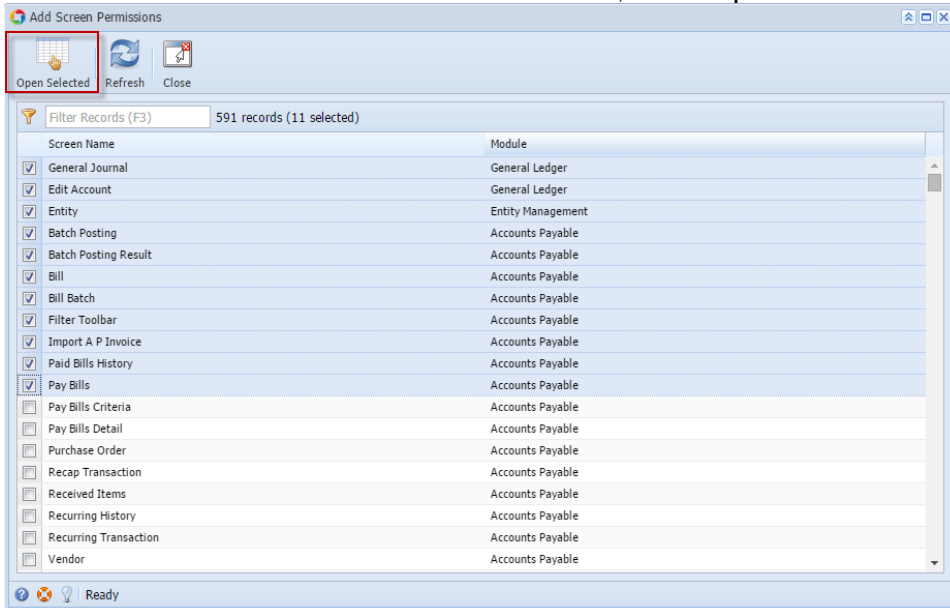 Add Screen Permissions
Open Selected Refresh Close
Filter Records (F3) 591 records (11 selected)
Screen Name Module
General Journal General Ledger
Edit Account General Ledger
Entity Entity Management
Batch Posting Accounts Payable
Batch Posting Result Accounts Payable
Bill Accounts Payable
Bill Batch Accounts Payable
Filter Toolbar Accounts Payable
Import A P Invoice Accounts Payable
Paid Bills History Accounts Payable
Pay Bills Accounts Payable
Pay Bills Criteria Accounts Payable
Pay Bills Detail Accounts Payable
Purchase Order Accounts Payable
Recap Transaction Accounts Payable
Received Items Accounts Payable
Recurring History Accounts Payable
Recurring Transaction Accounts Payable
Vendor Accounts Payable
Ready